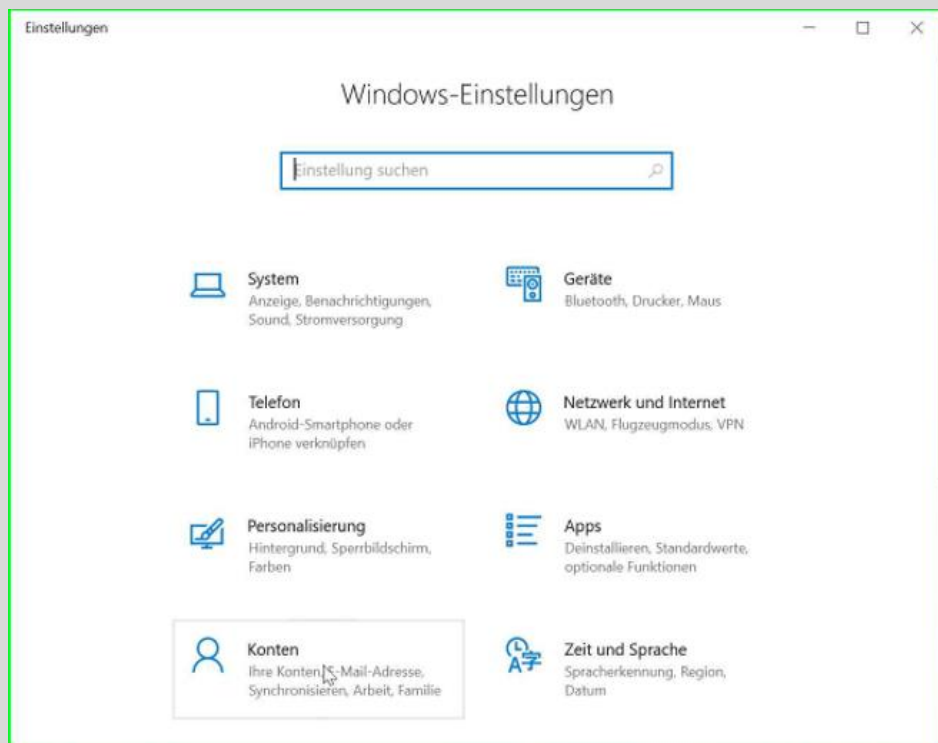 Einstellungen
Windows-Einstellungen
Einstellung suchen
System
Anzeige, Benachrichtigungen,
Sound, Stromversorgung
Geräte
Bluetooth, Drucker, Maus
Telefon
Android-Smartphone oder
iPhone verknüpfen
Netzwerk und Internet
WLAN, Flugzeugmodus, VPN
Personalisierung
Hintergrund, Sperrbildschirm,
Farben
Apps
Deinstallieren, Standardwerte,
optionale Funktionen
Konten
Ihre Konten, E-Mail-Adresse,
Synchronisieren, Arbeit, Familie
Zeit und Sprache
Spracherkennung, Region,
Datum